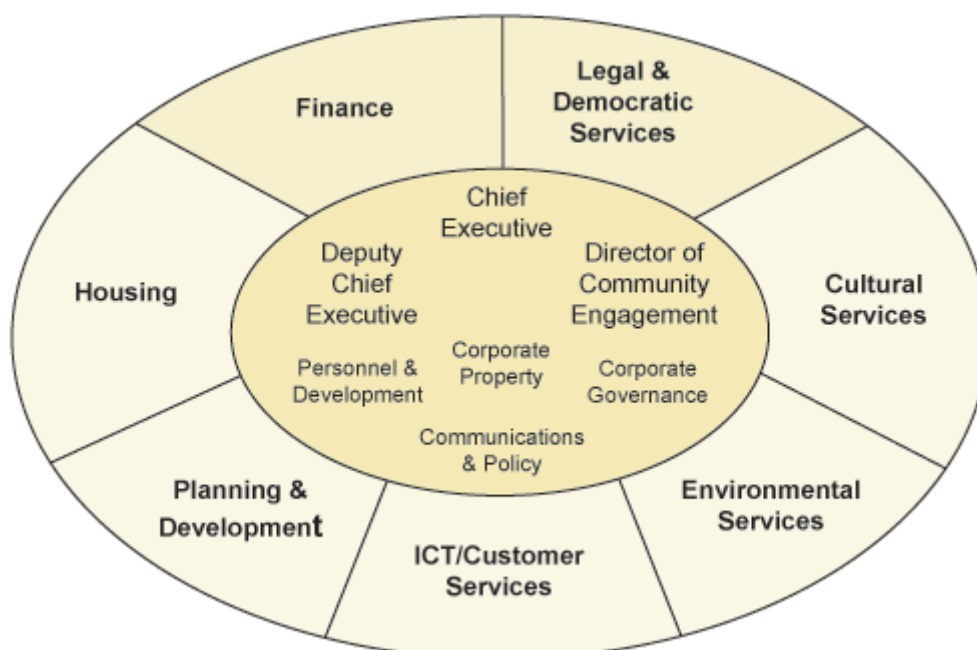 Finance
Legal &
Democratic
Services
Housing
Chief
Executive
Deputy
Chief
Executive
Director of
Community
Engagement
Personnel &
Development
Corporate
Property
Corporate
Governance
Communications
& Policy
Cultural
Services
Planning &
Development
ICT/Customer
Services
Environmental
Services